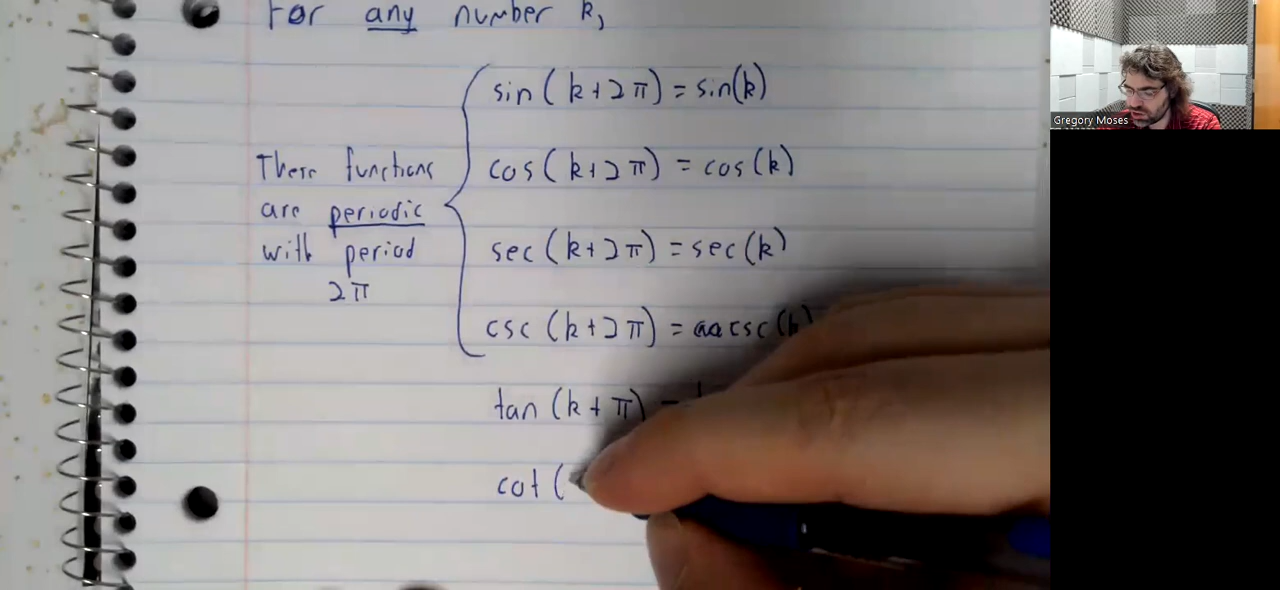 For any number k,
sin(k+2π) = sin(k)
cos(k+2π) = cos(k)
These functions
are periodic
with period
2π
sec(k+2π) = sec(k)
csc(k+2π) =
tan(k+π) =
cot(
Gregory Moses